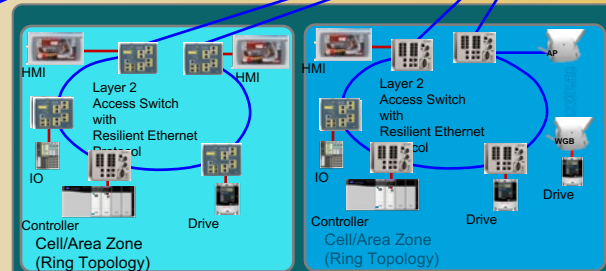 HMI
HMI
Layer 2
Access Switch
with
Resilient Ethernet
Protocol
IO
Controller
Drive
Cell/Area Zone
(Ring Topology)
HMI
AP
Layer 2
Access Switch
with
Resilient Ethernet
WGB
IO
Controller
Drive
Drive
Cell/Area Zone
(Ring Topology)